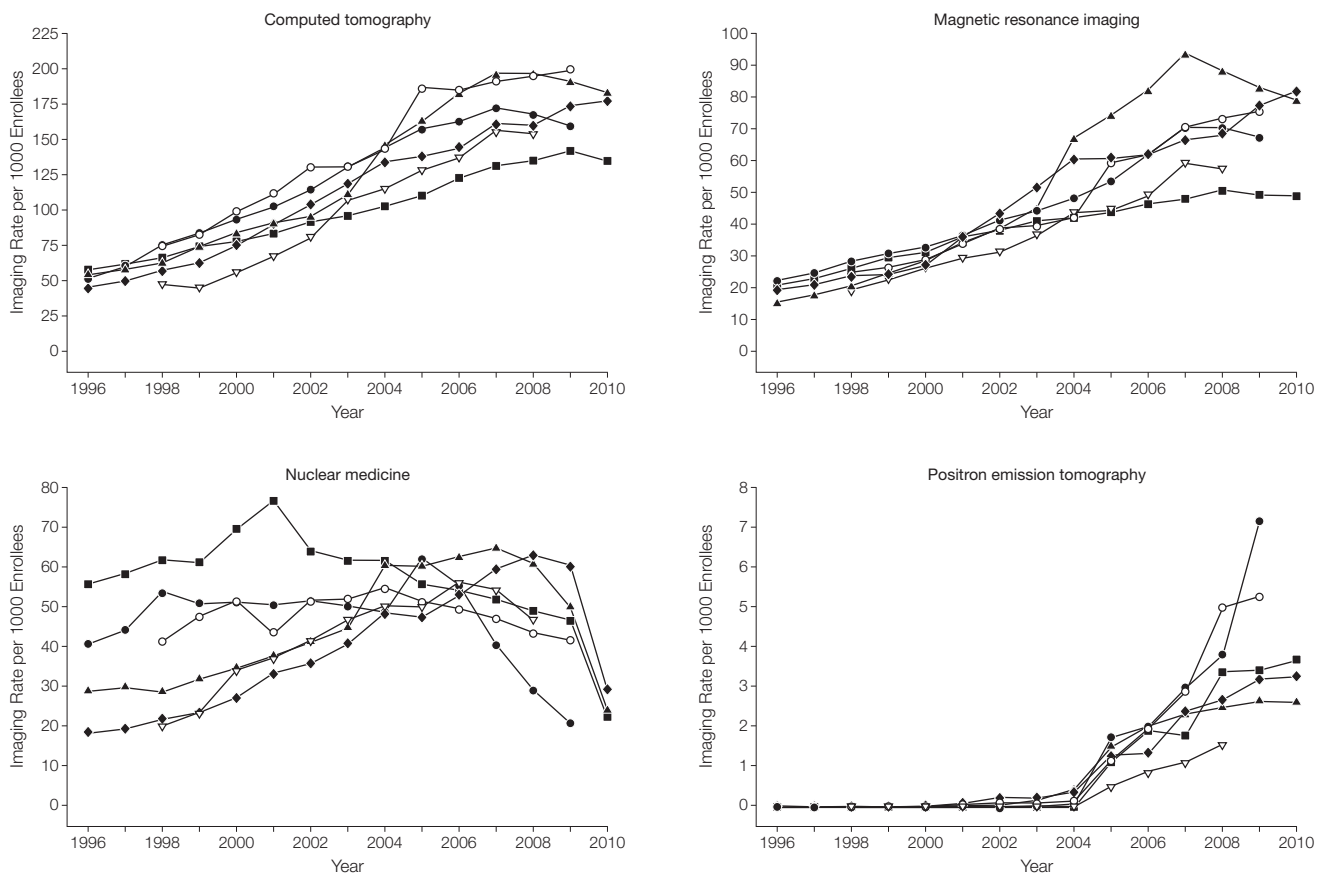 Computed tomography
Imaging Rate per 1000 Enrollees
225
200
175
150
125
100
75
50
25
0
1996 1998 2000 2002 2004 2006 2008 2010
Year
Magnetic resonance imaging
Imaging Rate per 1000 Enrollees
100
90
80
70
60
50
40
30
20
10
0
1996 1998 2000 2002 2004 2006 2008 2010
Year
Nuclear medicine
Imaging Rate per 1000 Enrollees
80
70
60
50
40
30
20
10
0
1996 1998 2000 2002 2004 2006 2008 2010
Year
Positron emission tomography
Imaging Rate per 1000 Enrollees
8
7
6
5
4
3
2
1
0
1996 1998 2000 2002 2004 2006 2008 2010
Year